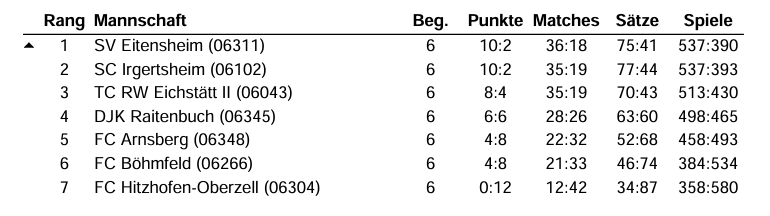 Rang Mannschaft Beg. Punkte Matches Sätze Spiele
1 SV Eitensheim (06311) 6 10:2 36:18 75:41 537:390
2 SC Irgertsheim (06102) 6 10:2 35:19 77:44 537:393
3 TC RW Eichstätt II (06043) 6 8:4 35:19 70:43 513:430
4 DJK Raitenbuch (06345) 6 6:6 28:26 63:60 498:465
5 FC Arnsberg (06348) 6 4:8 22:32 52:68 458:493
6 FC Böhmfeld (06266) 6 4:8 21:33 46:74 384:534
7 FC Hitzhofen-Oberzell (06304) 6 0:12 12:42 34:87 358:580